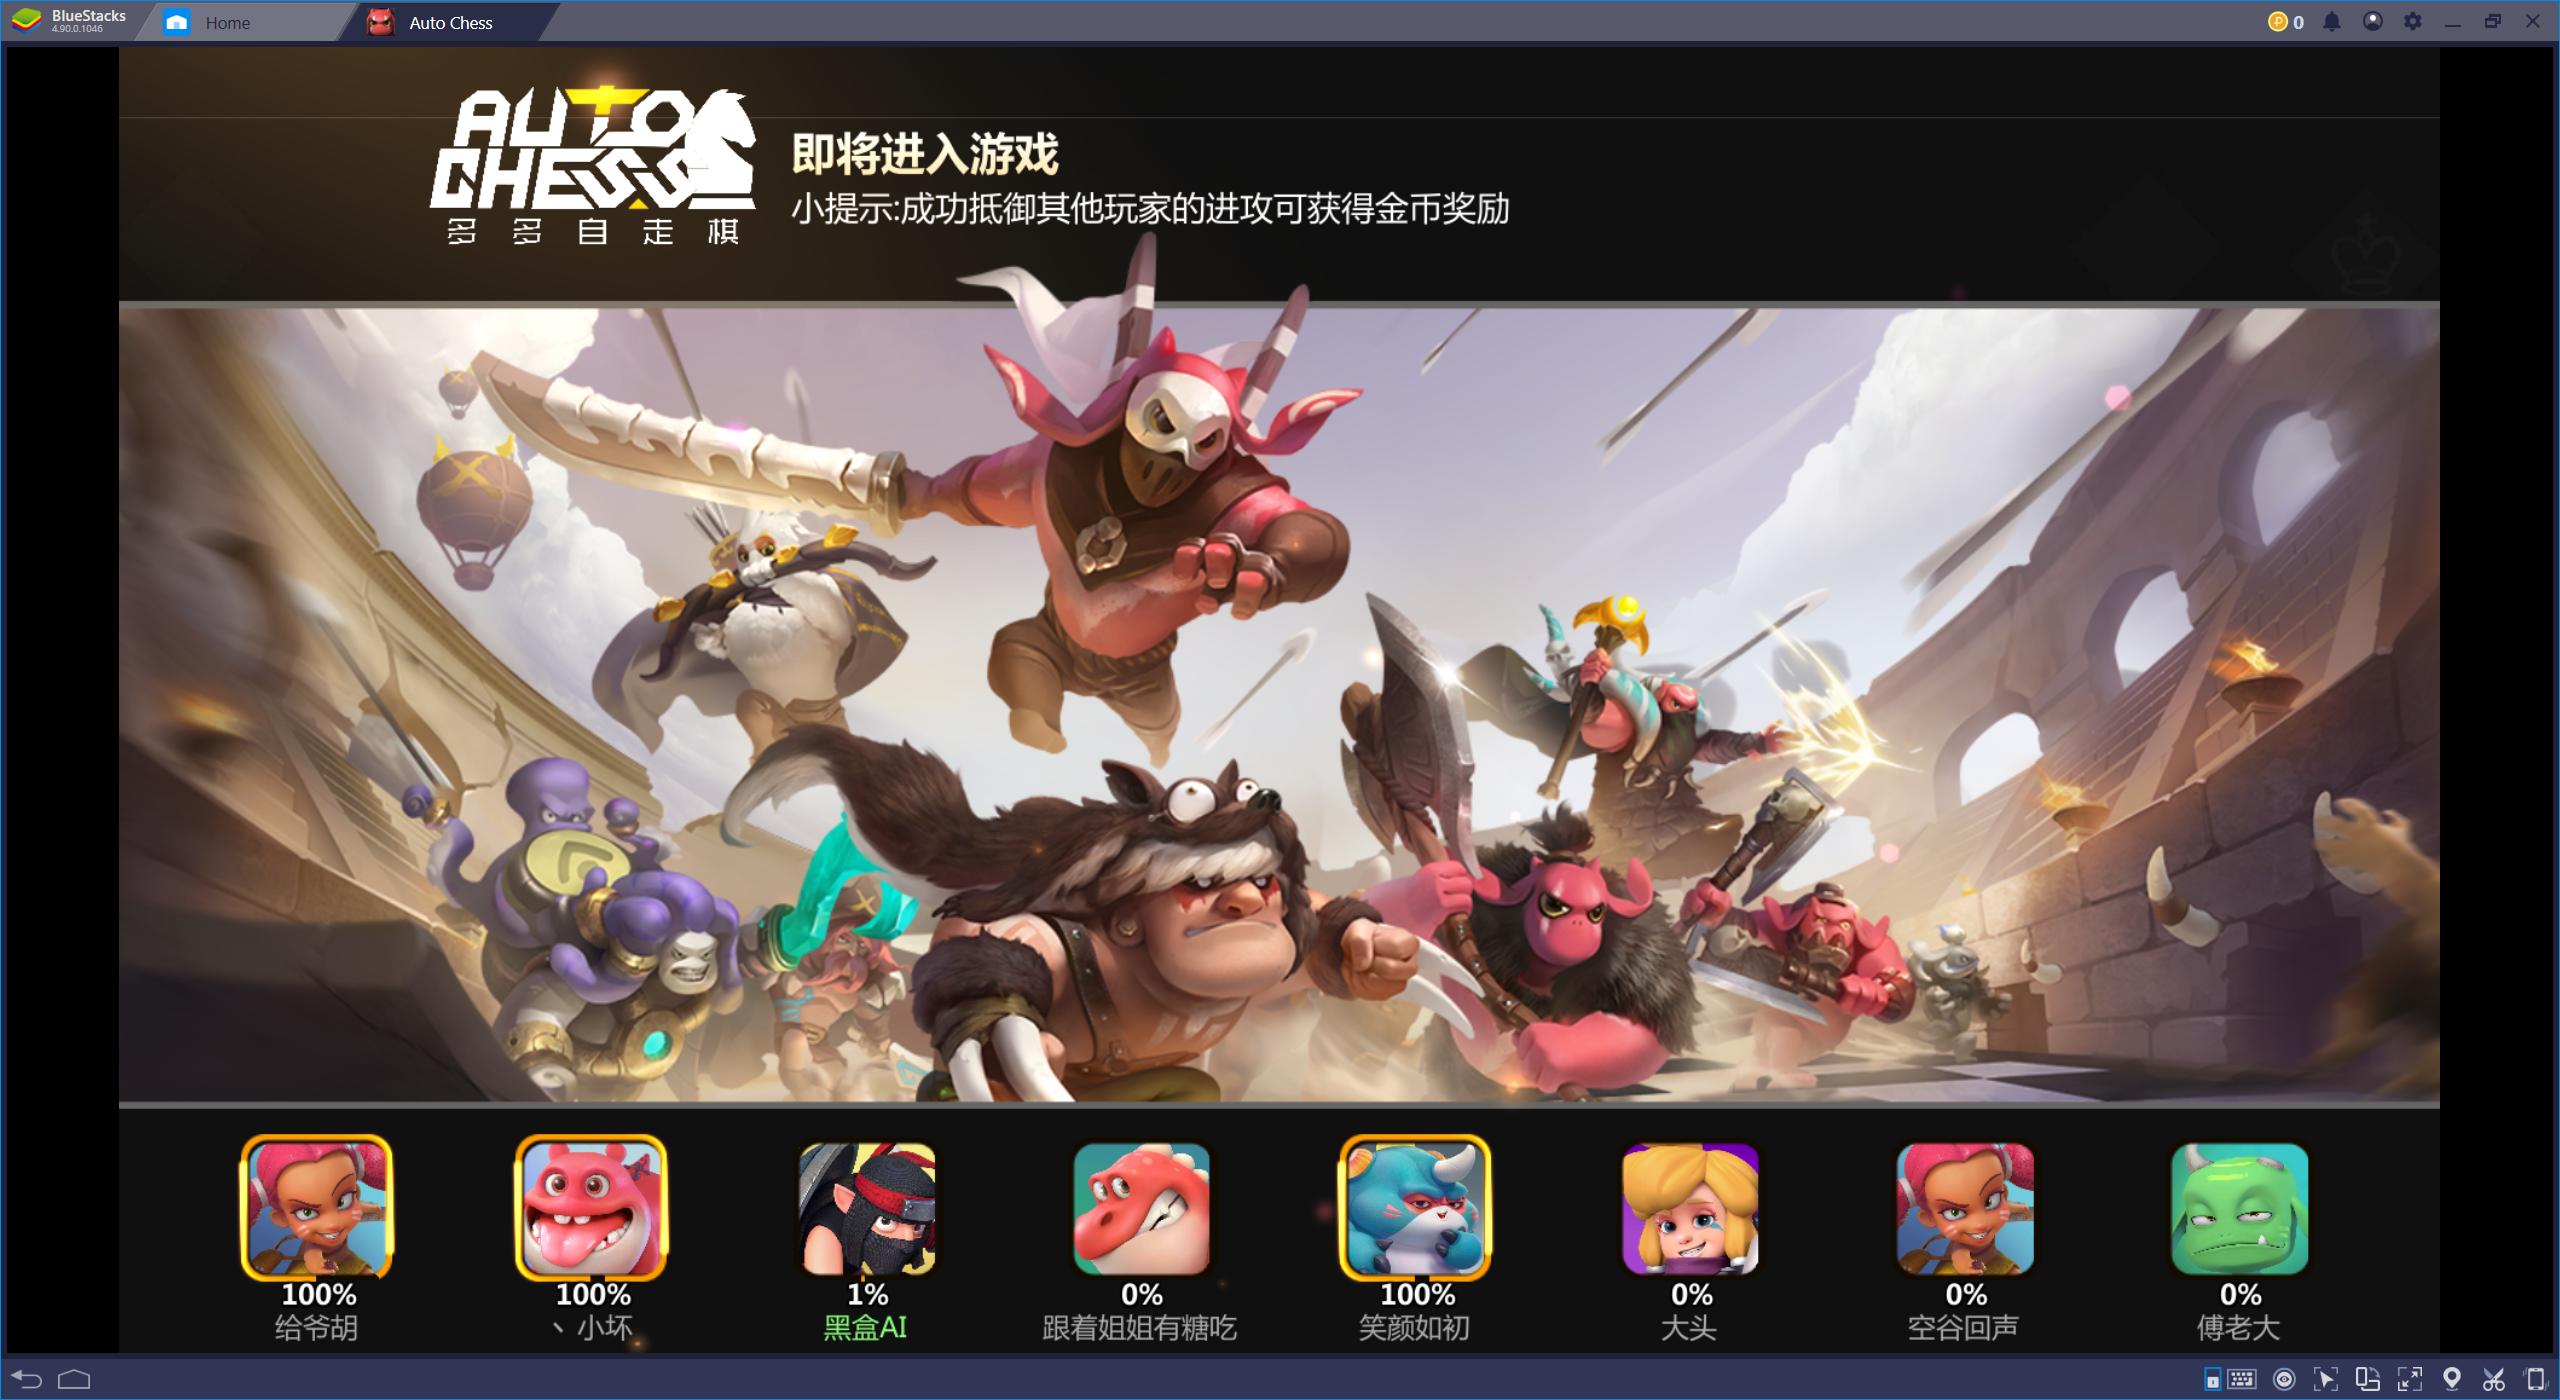 BlueStacks
4.90.0.1046
Home
Auto Chess
0
AUTO
CHESS
多多自走棋
即将进入游戏
小提示:成功抵御其他玩家的进攻可获得金币奖励
100%
100%
1%
0%
100%
0%
0%
0%
给爷胡
丶小坏
黑盒AI
跟着姐姐有糖吃
笑颜如初
大头
空谷回声
傅老大